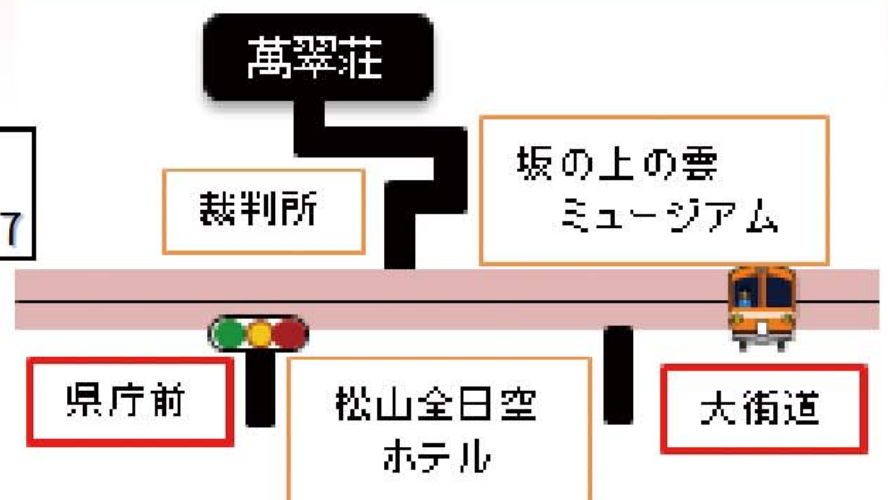 萬翠荘
坂の上の雲
ミュージアム
裁判所
7
県庁前
松山全日空
ホテル
大街道